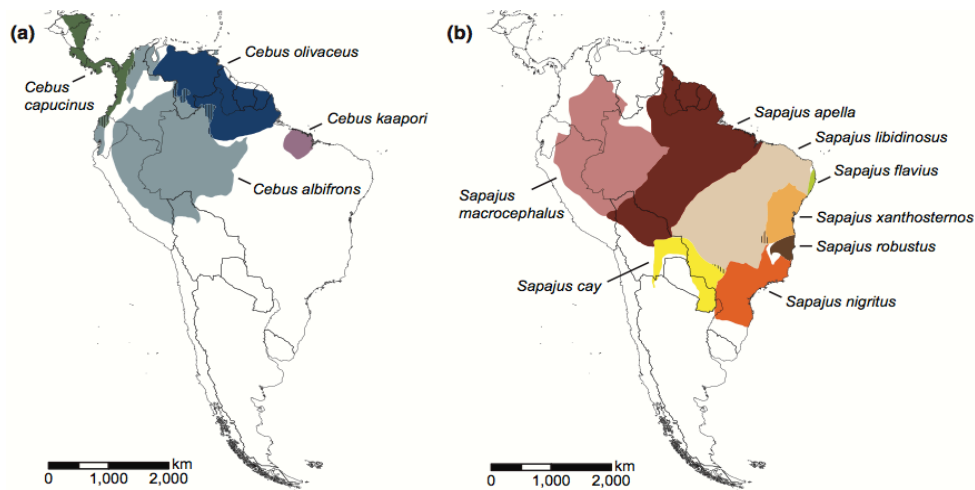 (a)
Cebus olivaceus
Cebus
capucinus
Cebus kaapori
Cebus albifrons
km
0 1,000 2,000
(b)
Sapajus apella
Sapajus libidinosus
Sapajus flavius
Sapajus
macrocephalus
Sapajus xanthosternos
Sapajus robustus
Sapajus cay
Sapajus nigritus
km
0 1,000 2,000